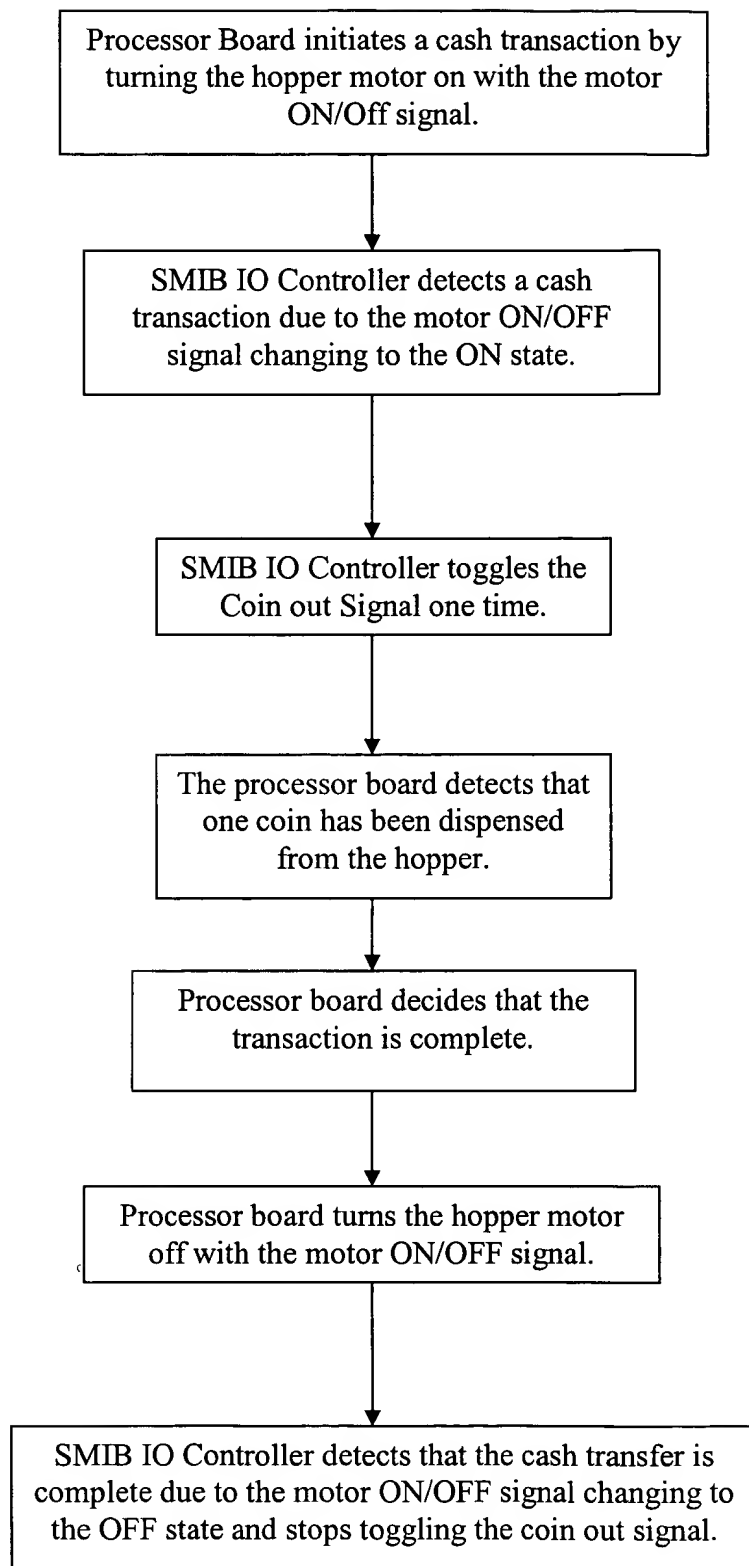 Processor Board initiates a cash transaction by
turning the hopper motor on with the motor
ON/Off signal.
SMIB IO Controller detects a cash
transaction due to the motor ON/OFF
signal changing to the ON state.
SMIB IO Controller toggles the
Coin out Signal one time.
The processor board detects that
one coin has been dispensed
from the hopper.
Processor board decides that the
transaction is complete.
Processor board turns the hopper motor
off with the motor ON/OFF signal.
SMIB IO Controller detects that the cash transfer is
complete due to the motor ON/OFF signal changing to
the OFF state and stops toggling the coin out signal.